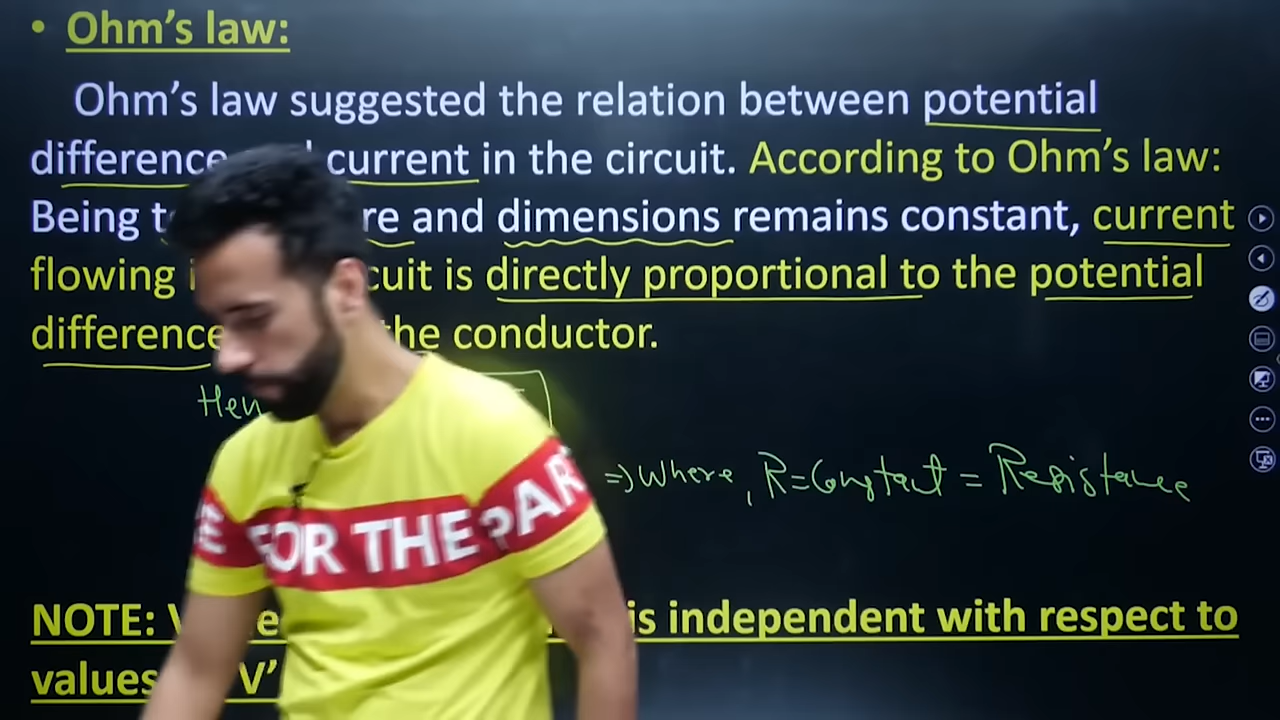 • Ohm's law:
Ohm's law suggested the relation between potential
difference current in the circuit. According to Ohm's law:
Being re and dimensions remains constant, current
flowing cuit is directly proportional to the potential
difference the conductor.
Hen
=> Where, R = Constant = Resistance
FOR THE PAR
NOTE: is independent with respect to
values V'